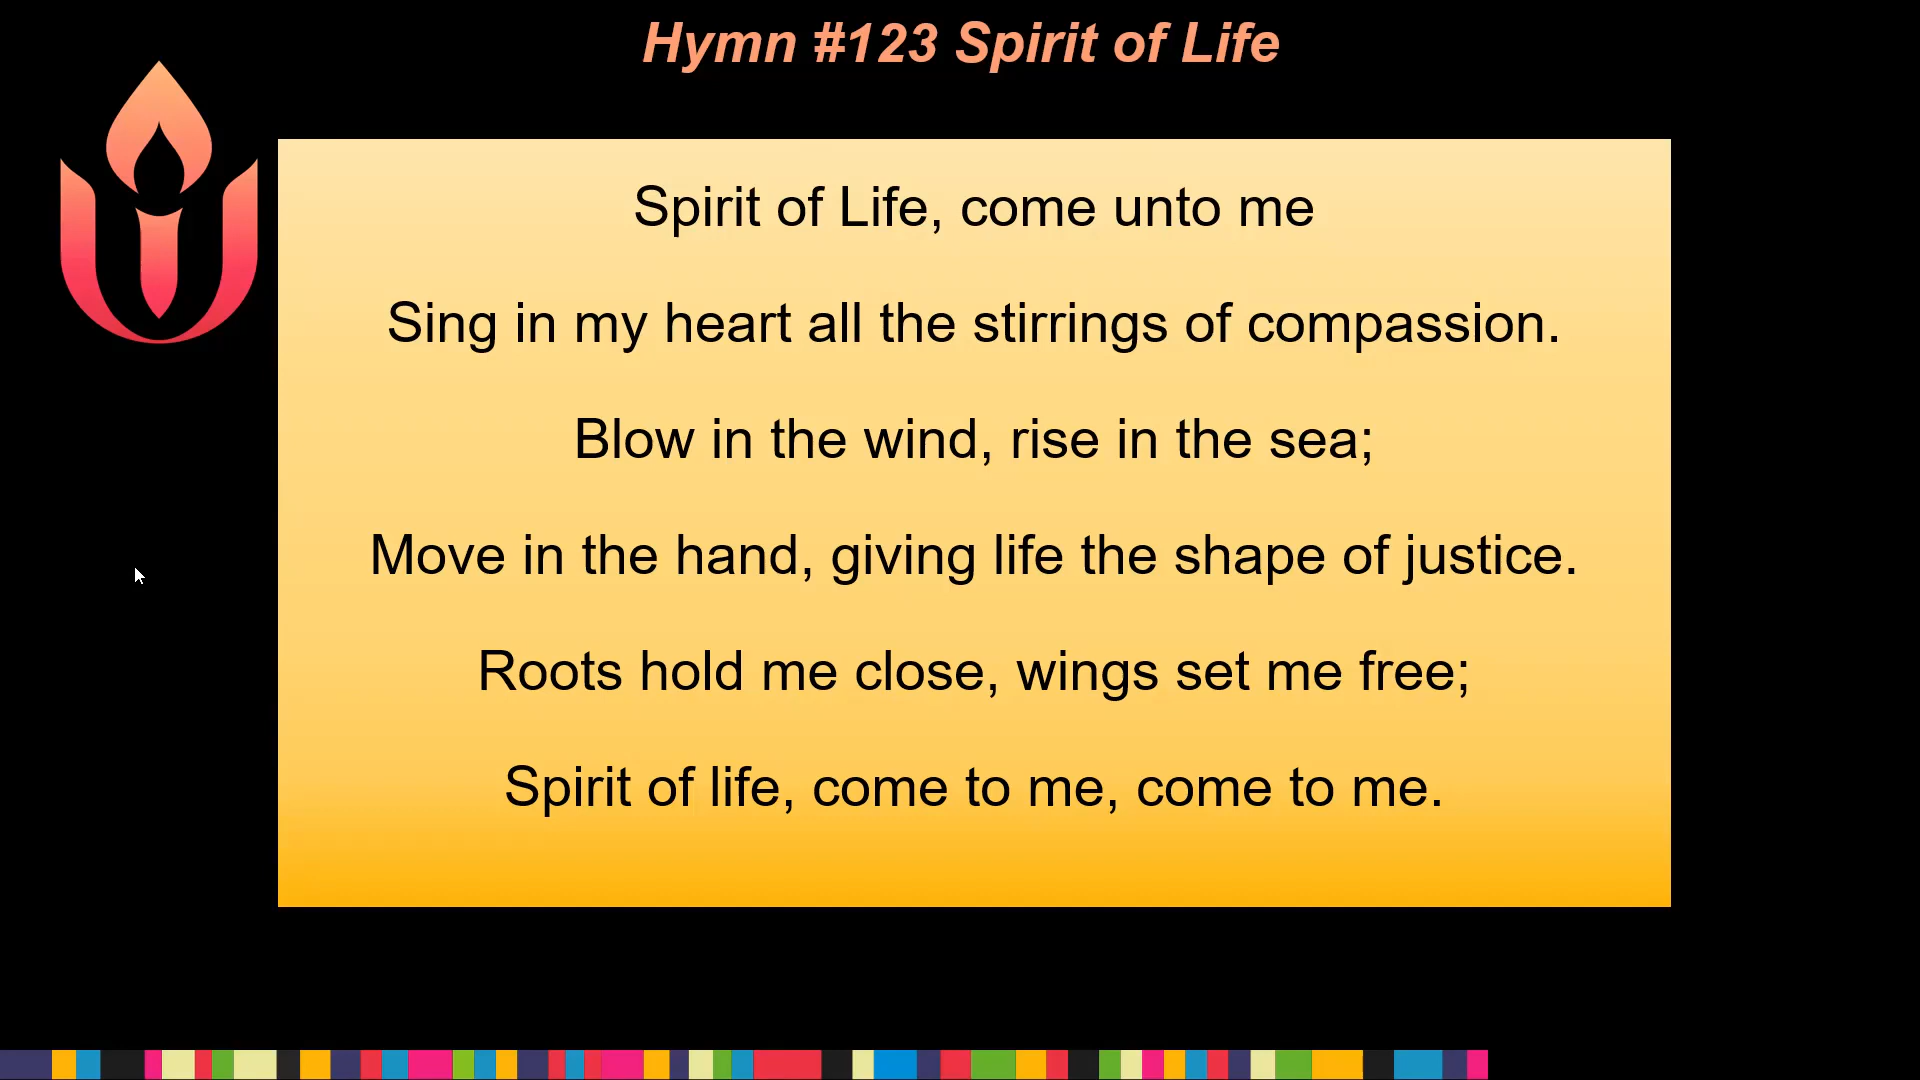 Hymn #123 Spirit of Life
Spirit of Life, come unto me
Sing in my heart all the stirrings of compassion.
Blow in the wind, rise in the sea;
Move in the hand, giving life the shape of justice.
Roots hold me close, wings set me free;
Spirit of life, come to me, come to me.